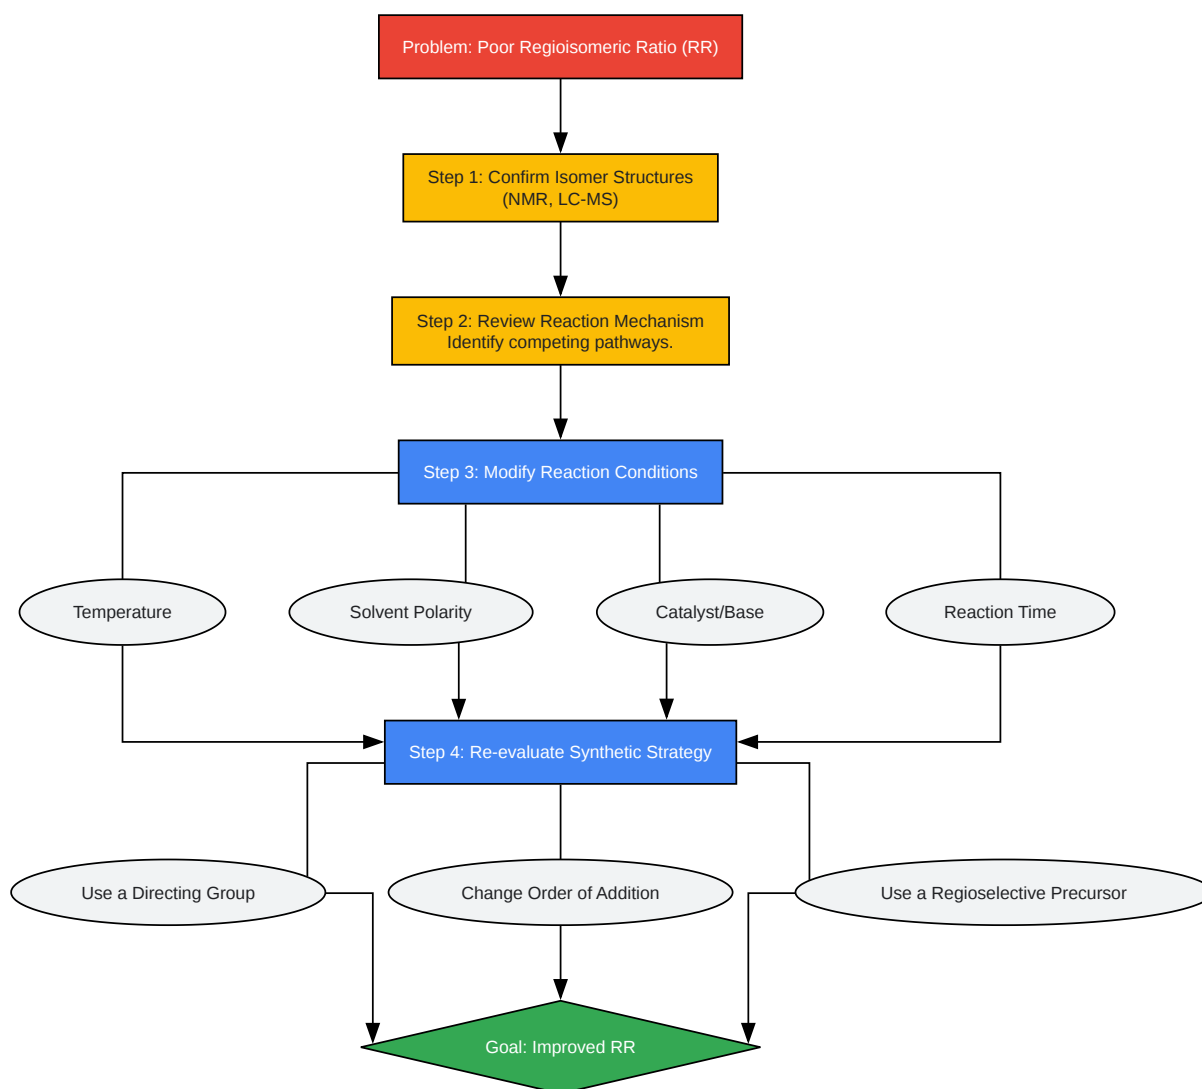 Problem: Poor Regioisomeric Ratio (RR)
Step 1: Confirm Isomer Structures
(NMR, LC-MS)
Step 2: Review Reaction Mechanism
Identify competing pathways.
Step 3: Modify Reaction Conditions
Temperature
Solvent Polarity
Catalyst/Base
Reaction Time
Step 4: Re-evaluate Synthetic Strategy
Use a Directing Group
Change Order of Addition
Use a Regioselective Precursor
Goal: Improved RR